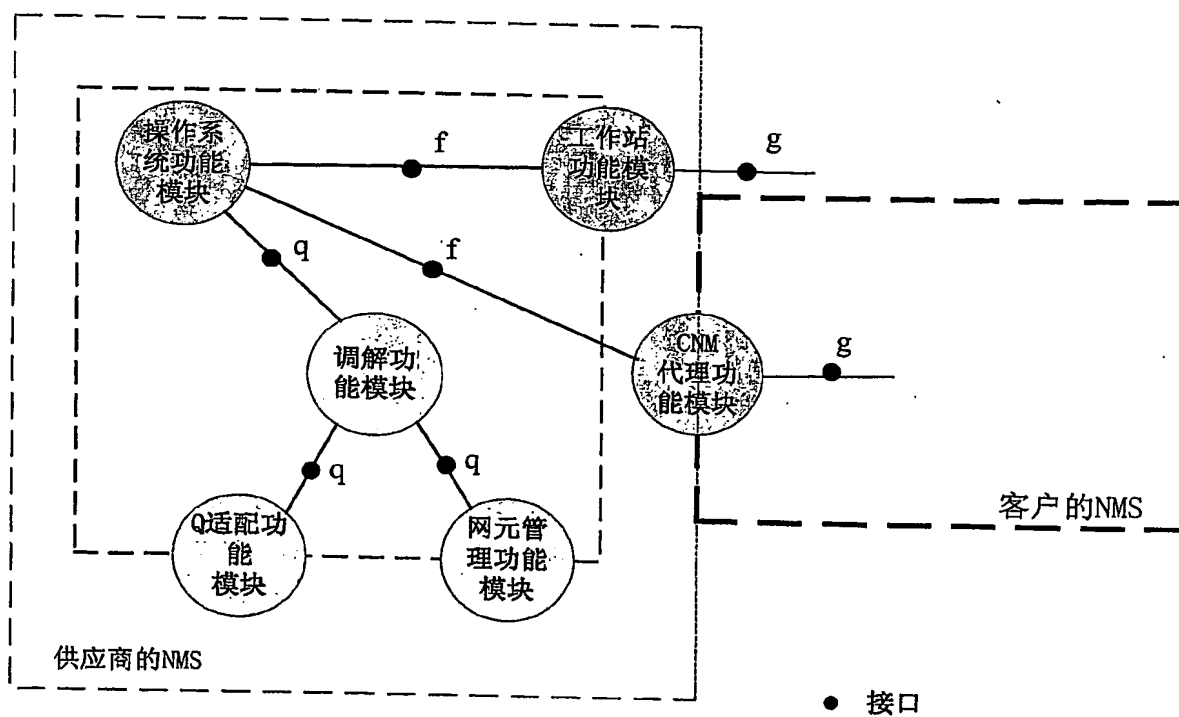 操作系
统功能
模块
f
工作站
功能模
块
g
q
f
调解功
能模块
CNM
代理功
能模块
g
q
q
Q适配功
能
模块
网元管
理功能
模块
客户的NMS
供应商的NMS
接口